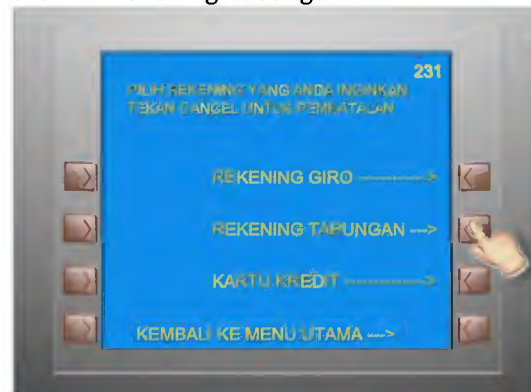 231
PILIH REKENING YANG ANDA INGINKAN
TEKAN CANCEL UNTUK PEMBATALAN
REKENING GIRO ------------>
REKENING TABUNGAN --->
KARTU KREDIT -------------->
KEMBALI KE MENU UTAMA --->